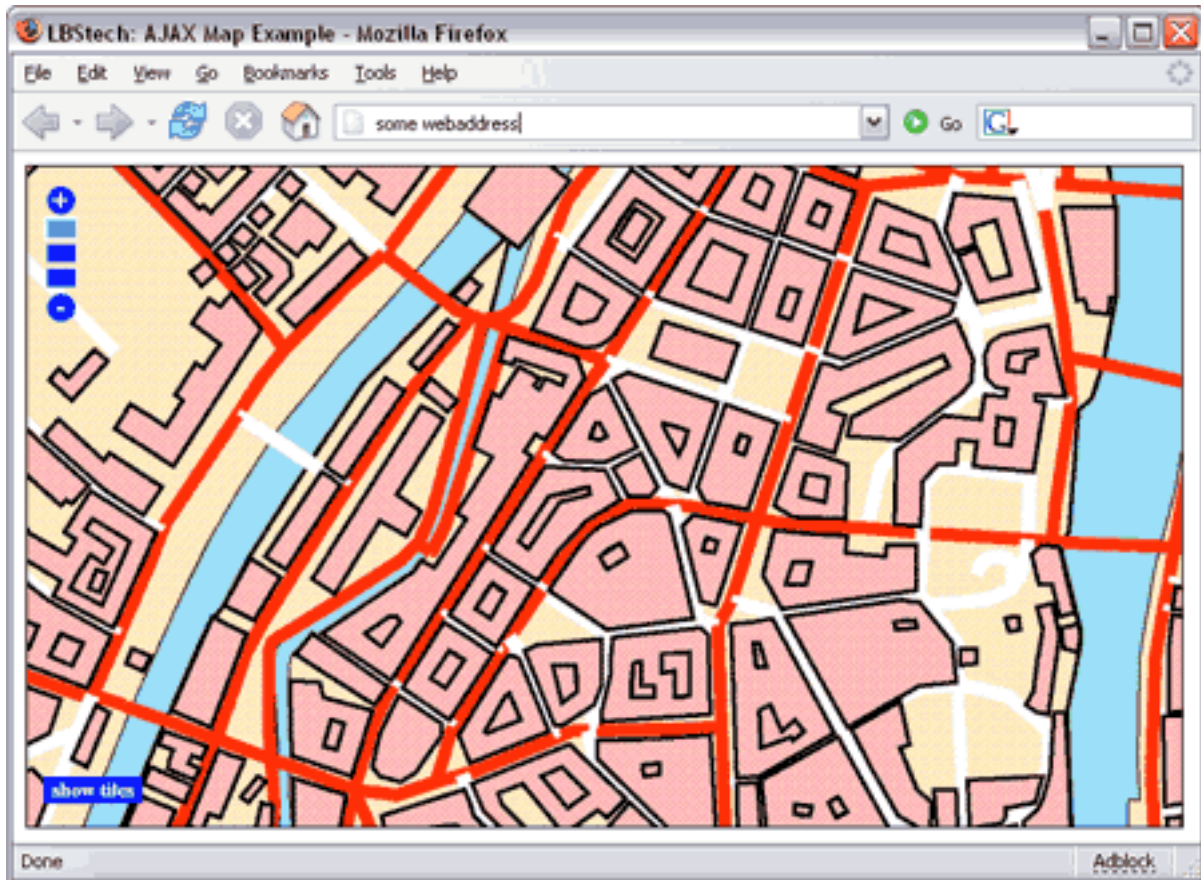 LBStech: AJAX Map Example - Mozilla Firefox
File Edit View Go Bookmarks Tools Help
some webaddress
Go
G
+
-
show tiles
Done
Adblock